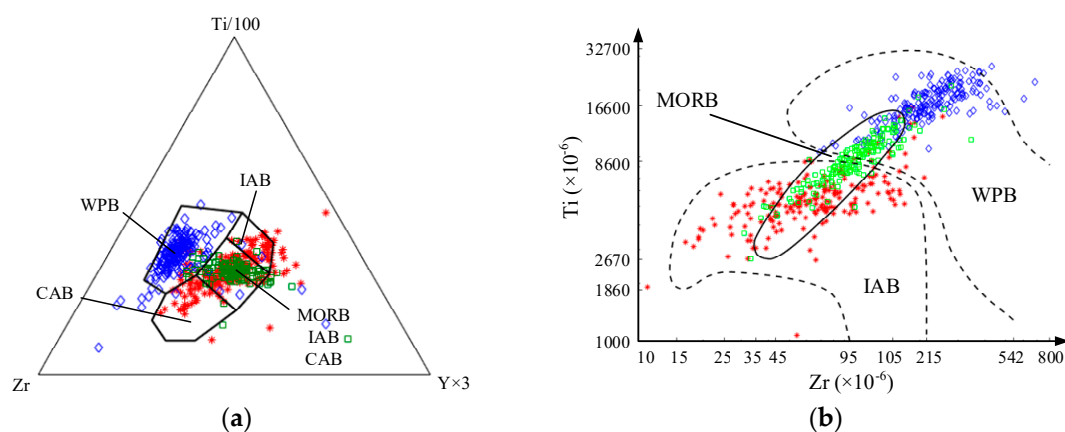 Ti/100
IAB
WPB
CAB
MORB
IAB
CAB
Zr
Y×3
(a)
32700
16600
8600
2670
1860
1000
Ti (×10⁻⁶)
MORB
WPB
IAB
10 15 25 35 45 95 105 215 542 800
Zr (×10⁻⁶)
(b)